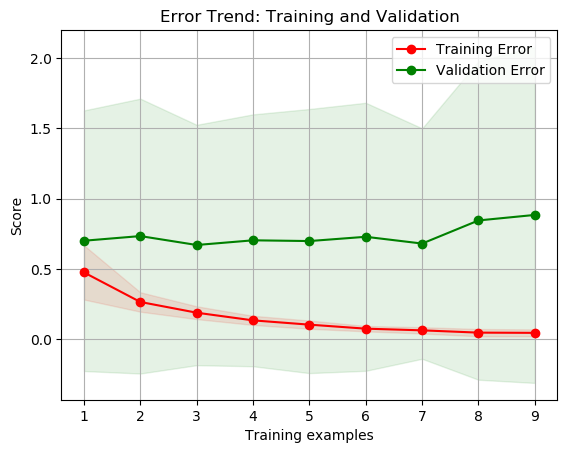 Error Trend: Training and Validation
Training Error
Validation Error
2.0
1.5
1.0
0.5
0.0
Score
1 2 3 4 5 6 7 8 9
Training examples